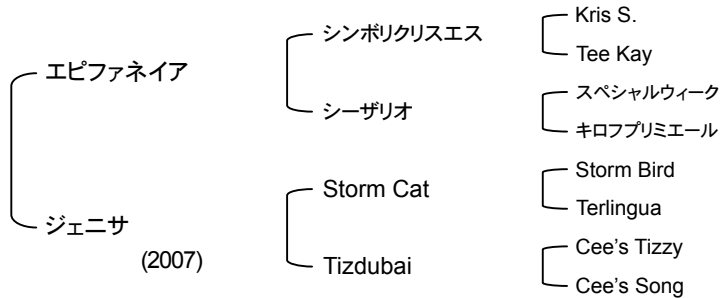 Kris S.
シンボリクリスエス
Tee Kay
エピファネイア
スペシャルウィーク
シーザリオ
キロフプリミエール
Storm Bird
Storm Cat
Terlingua
ジェニサ
(2007)
Cee's Tizzy
Tizdubai
Cee's Song